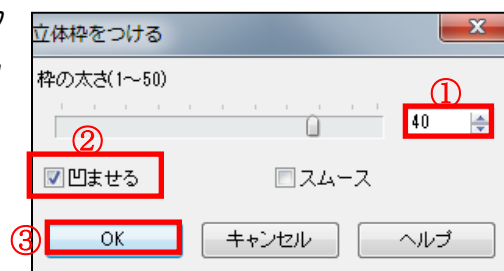 立体枠をつける
x
枠の太さ(1～50)
①
40
②
凹ませる
スムース
③
OK
キャンセル
ヘルプ